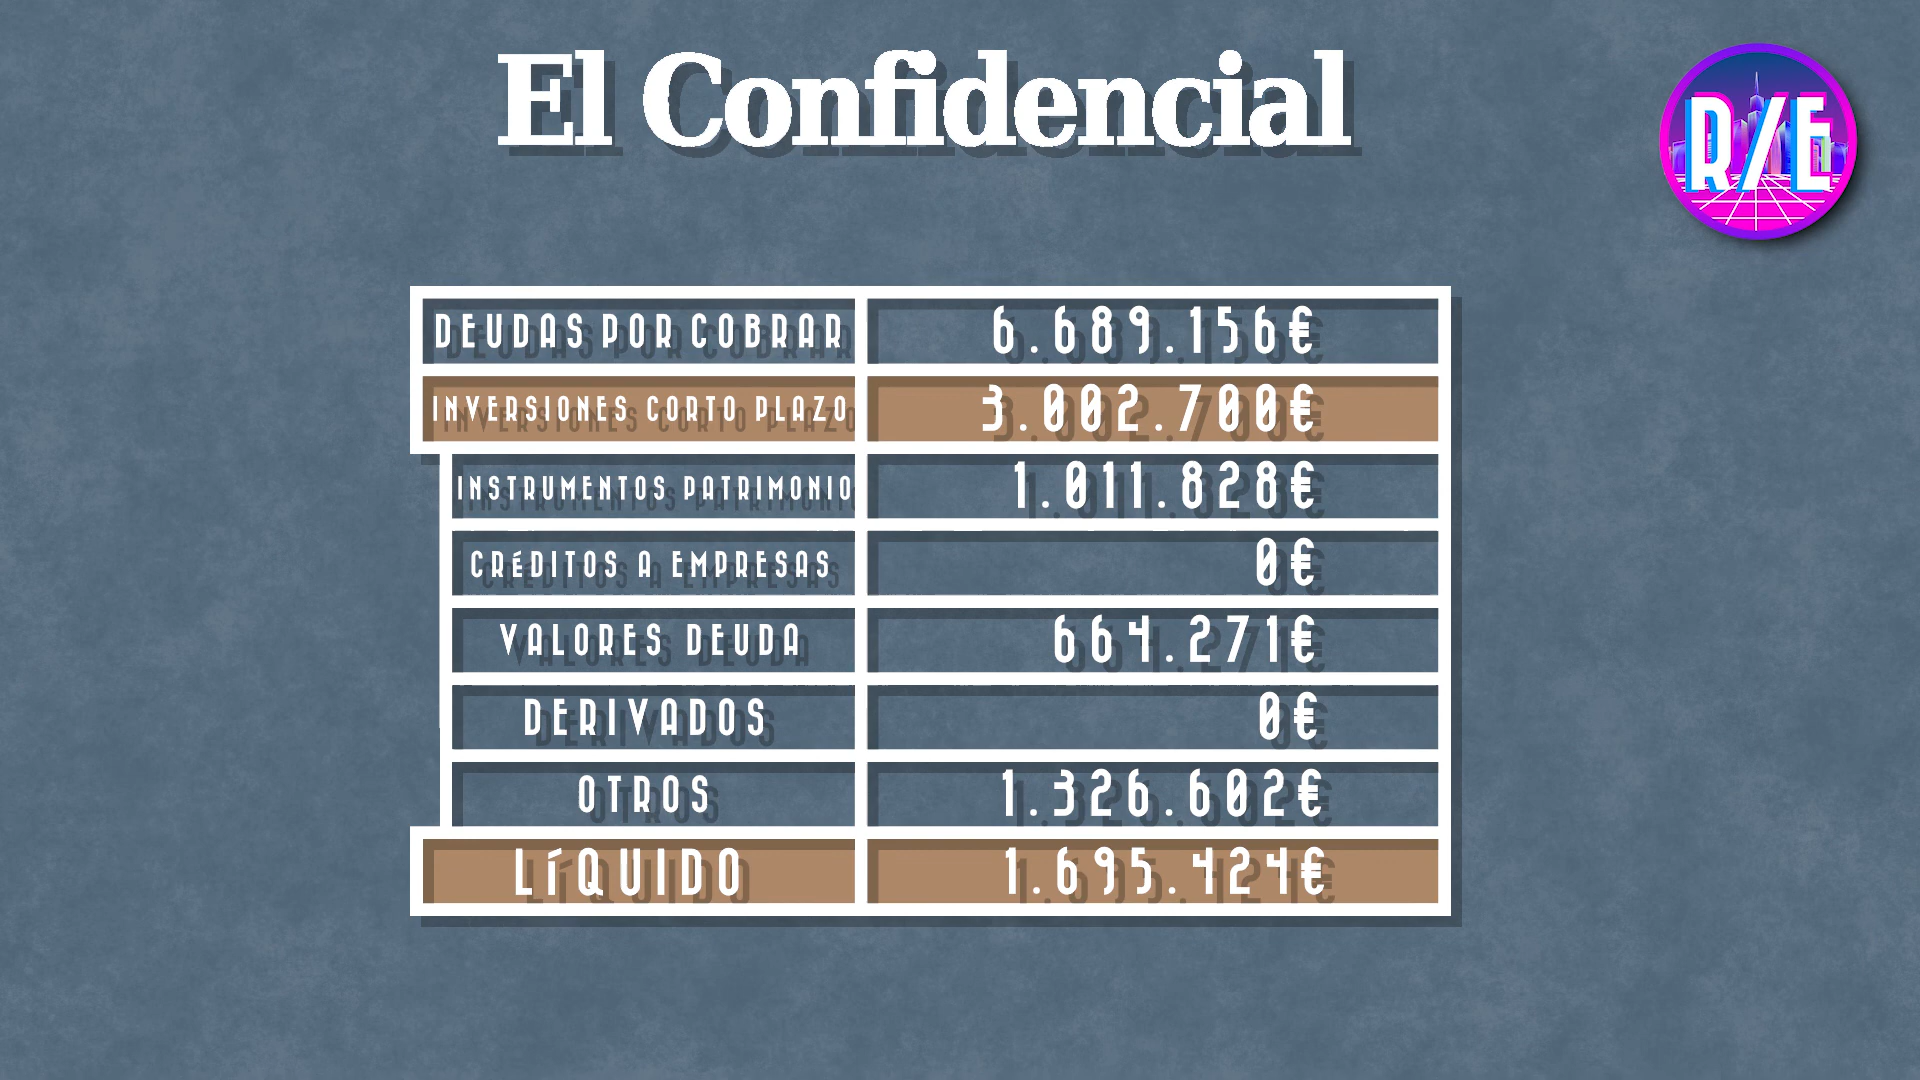 El Confidencial
R/E
DEUDAS POR COBRAR 6.689.156€
INVERSIONES CORTO PLAZO 3.002.700€
INSTRUMENTOS PATRIMONIO 1.011.828€
CRÉDITOS A EMPRESAS 0€
VALORES DEUDA 664.271€
DERIVADOS 0€
OTROS 1.326.602€
LÍQUIDO 1.695.424€